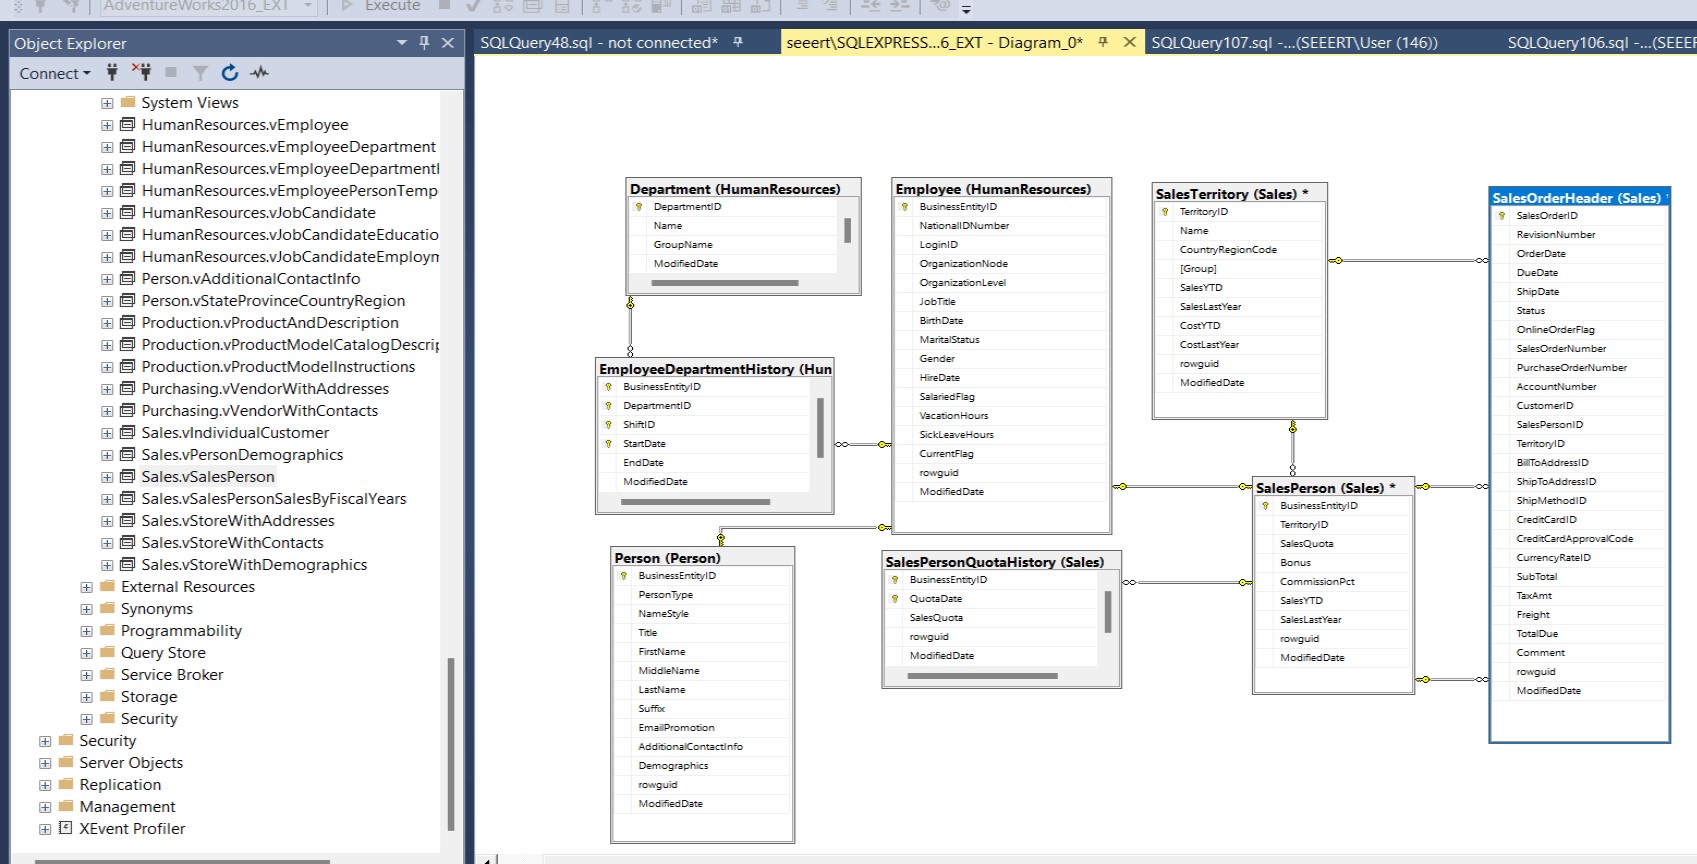 AdventureWorks2016_EXT
Execute
Object Explorer
Connect
System Views
HumanResources.vEmployee
HumanResources.vEmployeeDepartment
HumanResources.vEmployeeDepartmentH
HumanResources.vEmployeePersonTemp
HumanResources.vJobCandidate
HumanResources.vJobCandidateEducatio
HumanResources.vJobCandidateEmploym
Person.vAdditionalContactInfo
Person.vStateProvinceCountryRegion
Production.vProductAndDescription
Production.vProductModelCatalogDescrip
Production.vProductModelInstructions
Purchasing.vVendorWithAddresses
Purchasing.vVendorWithContacts
Sales.vIndividualCustomer
Sales.vPersonDemographics
Sales.vSalesPerson
Sales.vSalesPersonSalesByFiscalYears
Sales.vStoreWithAddresses
Sales.vStoreWithContacts
Sales.vStoreWithDemographics
External Resources
Synonyms
Programmability
Query Store
Service Broker
Storage
Security
Security
Server Objects
Replication
Management
XEvent Profiler
SQLQuery48.sql - not connected*
seeert\SQLEXPRESS...6_EXT - Diagram_0*
SQLQuery107.sql -...(SEEERT\User (146))
SQLQuery106.sql -...(SEEER
Department (HumanResources)
DepartmentID
Name
GroupName
ModifiedDate
EmployeeDepartmentHistory (Hun
BusinessEntityID
DepartmentID
ShiftID
StartDate
EndDate
ModifiedDate
Person (Person)
BusinessEntityID
PersonType
NameStyle
Title
FirstName
MiddleName
LastName
Suffix
EmailPromotion
AdditionalContactInfo
Demographics
rowguid
ModifiedDate
Employee (HumanResources)
BusinessEntityID
NationalIDNumber
LoginID
OrganizationNode
OrganizationLevel
JobTitle
BirthDate
MaritalStatus
Gender
HireDate
SalariedFlag
VacationHours
SickLeaveHours
CurrentFlag
rowguid
ModifiedDate
SalesPersonQuotaHistory (Sales)
BusinessEntityID
QuotaDate
SalesQuota
rowguid
ModifiedDate
SalesTerritory (Sales) *
TerritoryID
Name
CountryRegionCode
[Group]
SalesYTD
SalesLastYear
CostYTD
CostLastYear
rowguid
ModifiedDate
SalesPerson (Sales) *
BusinessEntityID
TerritoryID
SalesQuota
Bonus
CommissionPct
SalesYTD
SalesLastYear
rowguid
ModifiedDate
SalesOrderHeader (Sales) *
SalesOrderID
RevisionNumber
OrderDate
DueDate
ShipDate
Status
OnlineOrderFlag
SalesOrderNumber
PurchaseOrderNumber
AccountNumber
CustomerID
SalesPersonID
TerritoryID
BillToAddressID
ShipToAddressID
ShipMethodID
CreditCardID
CreditCardApprovalCode
CurrencyRateID
SubTotal
TaxAmt
Freight
TotalDue
Comment
rowguid
ModifiedDate